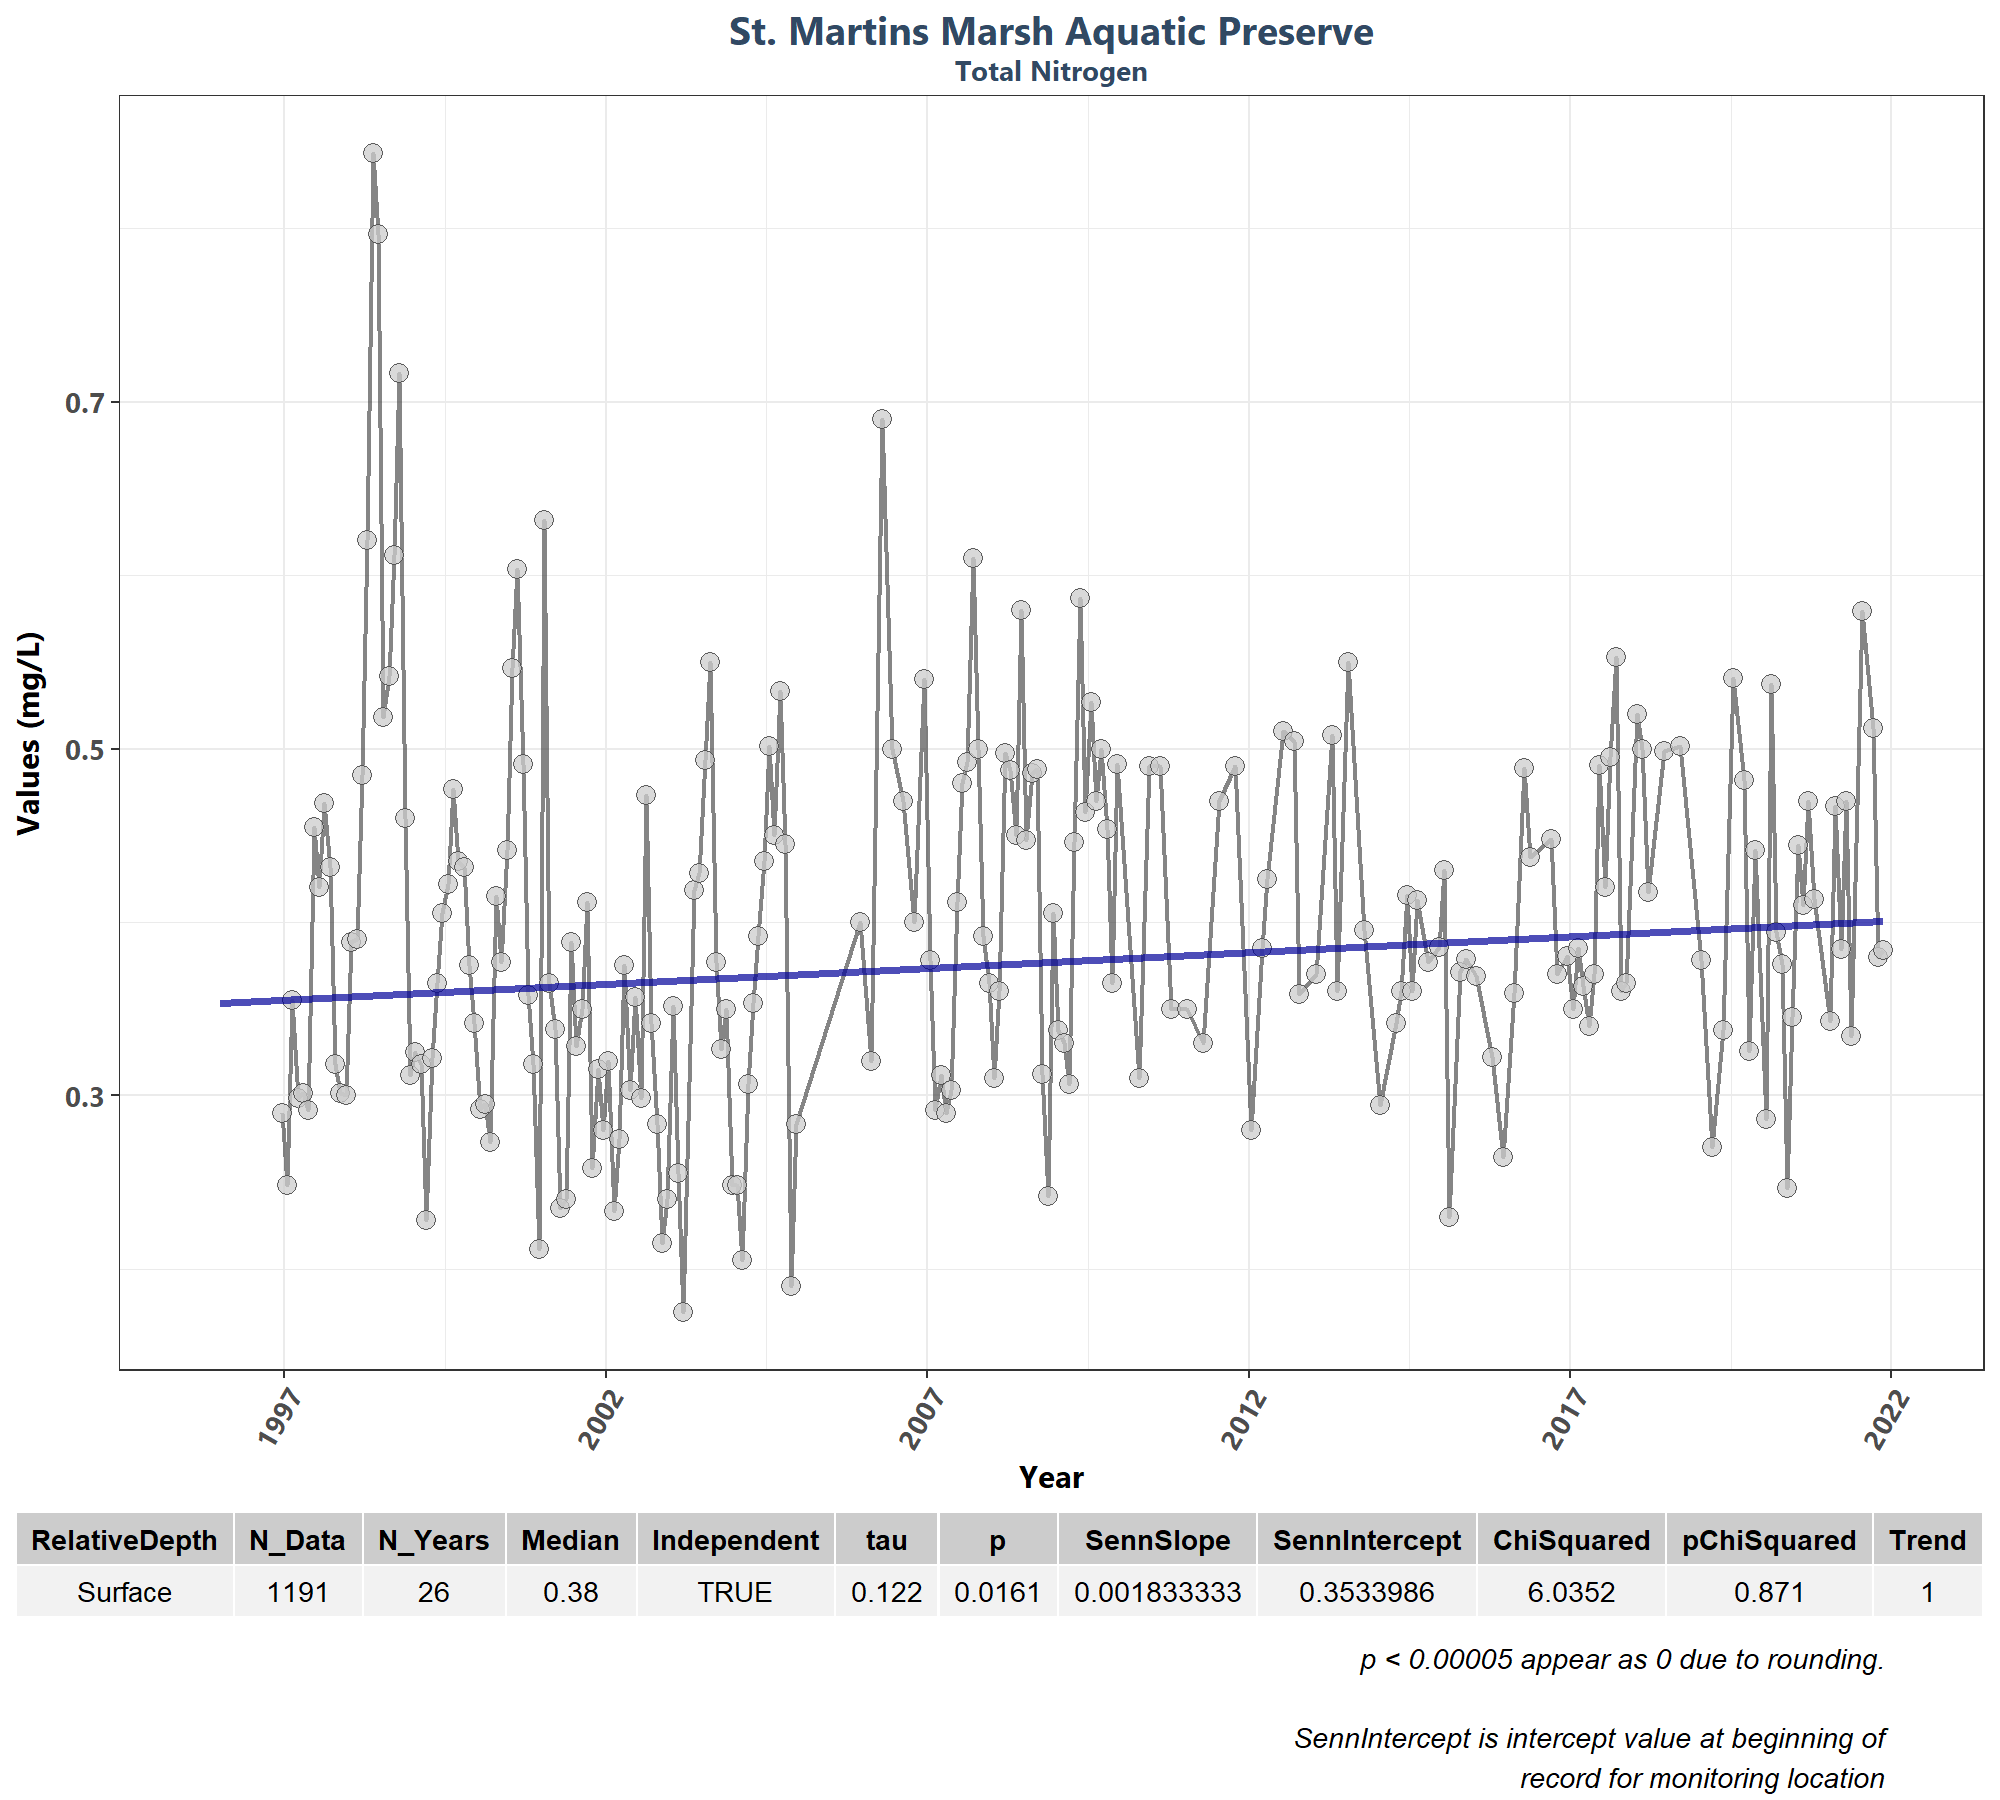 St. Martins Marsh Aquatic Preserve
Total Nitrogen
Values (mg/L)
0.7
0.5
0.3
1997 2002 2007 2012 2017 2022
Year
RelativeDepth N_Data N_Years Median Independent tau p SennSlope SennIntercept ChiSquared pChiSquared Trend
Surface 1191 26 0.38 TRUE 0.122 0.0161 0.001833333 0.3533986 6.0352 0.871 1
p < 0.00005 appear as 0 due to rounding.
SennIntercept is intercept value at beginning of
record for monitoring location